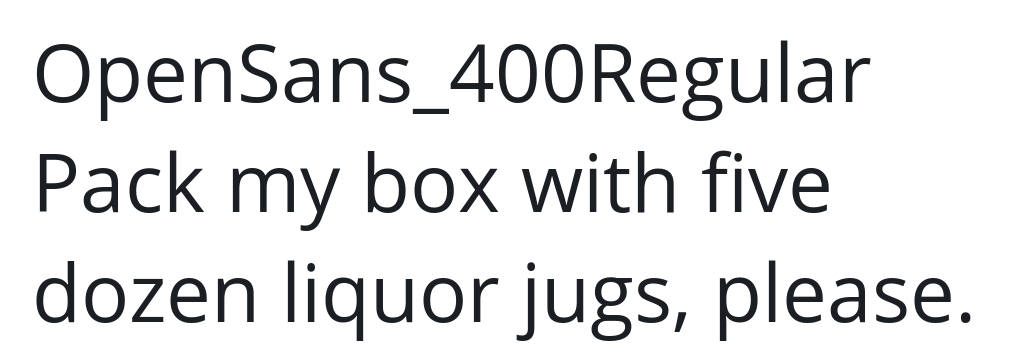 OpenSans_400Regular
Pack my box with five
dozen liquor jugs, please.